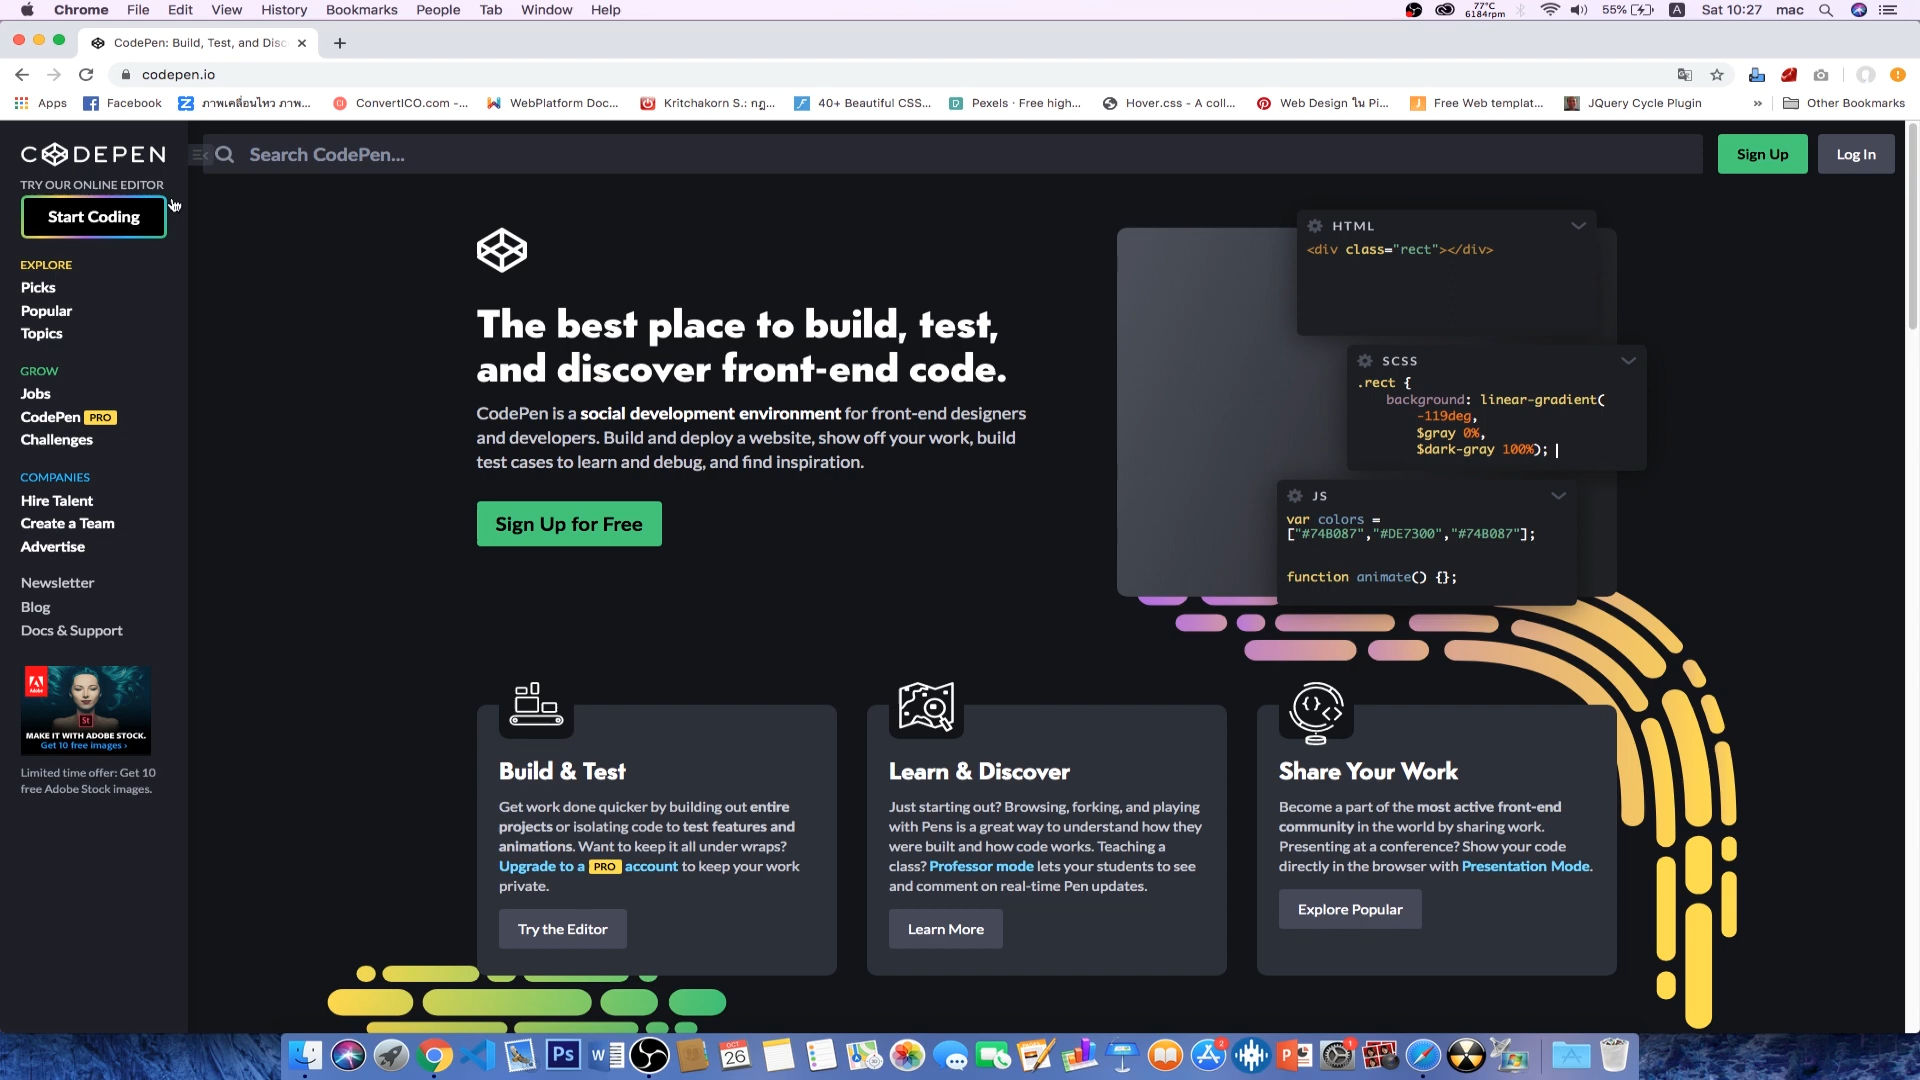 Chrome File Edit View History Bookmarks People Tab Window Help
77°C
6184rpm
55%
A
Sat 10:27 mac
CodePen: Build, Test, and Disc
codepen.io
Apps Facebook ภาพเคลื่อนไหว ภาพ... ConvertICO.com -... WebPlatform Doc... Kritchakorn S.: กฎ... 40+ Beautiful CSS... Pexels · Free high... Hover.css - A coll... Web Design ใน Pi... Free Web templat... JQuery Cycle Plugin » Other Bookmarks
CODEPEN
Search CodePen...
Sign Up
Log In
TRY OUR ONLINE EDITOR
Start Coding
EXPLORE
Picks
Popular
Topics
GROW
Jobs
CodePen PRO
Challenges
COMPANIES
Hire Talent
Create a Team
Advertise
Newsletter
Blog
Docs & Support
Adobe
St
MAKE IT WITH ADOBE STOCK.
Get 10 free images ›
Limited time offer: Get 10
free Adobe Stock images.
The best place to build, test,
and discover front-end code.
CodePen is a social development environment for front-end designers
and developers. Build and deploy a website, show off your work, build
test cases to learn and debug, and find inspiration.
Sign Up for Free
HTML
<div class="rect"></div>
SCSS
.rect {
background: linear-gradient(
-119deg,
$gray 0%,
$dark-gray 100%);
JS
var colors =
["#74B087","#DE7300","#74B087"];
function animate() {};
Build & Test
Get work done quicker by building out entire
projects or isolating code to test features and
animations. Want to keep it all under wraps?
Upgrade to a PRO account to keep your work
private.
Try the Editor
Learn & Discover
Just starting out? Browsing, forking, and playing
with Pens is a great way to understand how they
were built and how code works. Teaching a
class? Professor mode lets your students to see
and comment on real-time Pen updates.
Learn More
Share Your Work
Become a part of the most active front-end
community in the world by sharing work.
Presenting at a conference? Show your code
directly in the browser with Presentation Mode.
Explore Popular
Ps
W
OCT
26
2
P
1